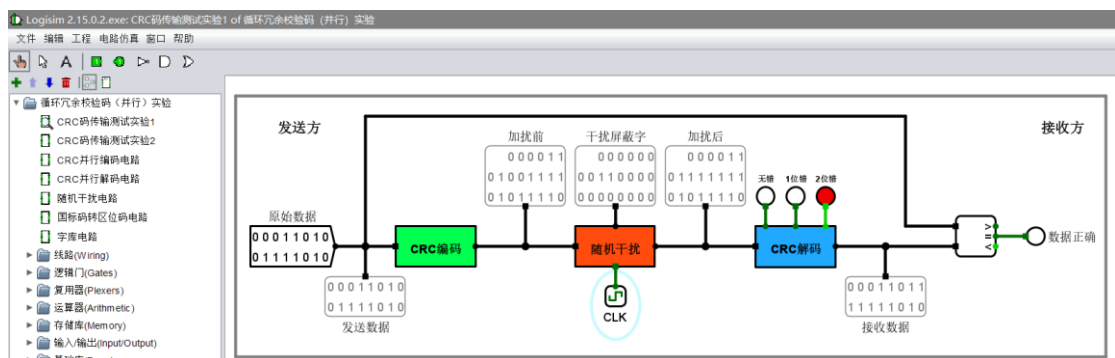 Logisim 2.15.0.2.exe: CRC码传输测试实验1 of 循环冗余校验码（并行）实验
文件 编辑 工程 电路仿真 窗口 帮助
A
循环冗余校验码（并行）实验
CRC码传输测试实验1
CRC码传输测试实验2
CRC并行编码电路
CRC并行解码电路
随机干扰电路
国标码转区位码电路
字库电路
线路(Wiring)
逻辑门(Gates)
复用器(Plexers)
运算器(Arithmetic)
存储库(Memory)
输入/输出(Input/Output)
发送方
接收方
加扰前
干扰屏蔽字
加扰后
000011
01001111
01011110
000000
00110000
00000000
000011
01111111
01011110
无错 1位错 2位错
原始数据
00011010
01111010
CRC编码
随机干扰
CRC解码
>
=
<
数据正确
00011010
01111010
发送数据
CLK
00011011
11111010
接收数据